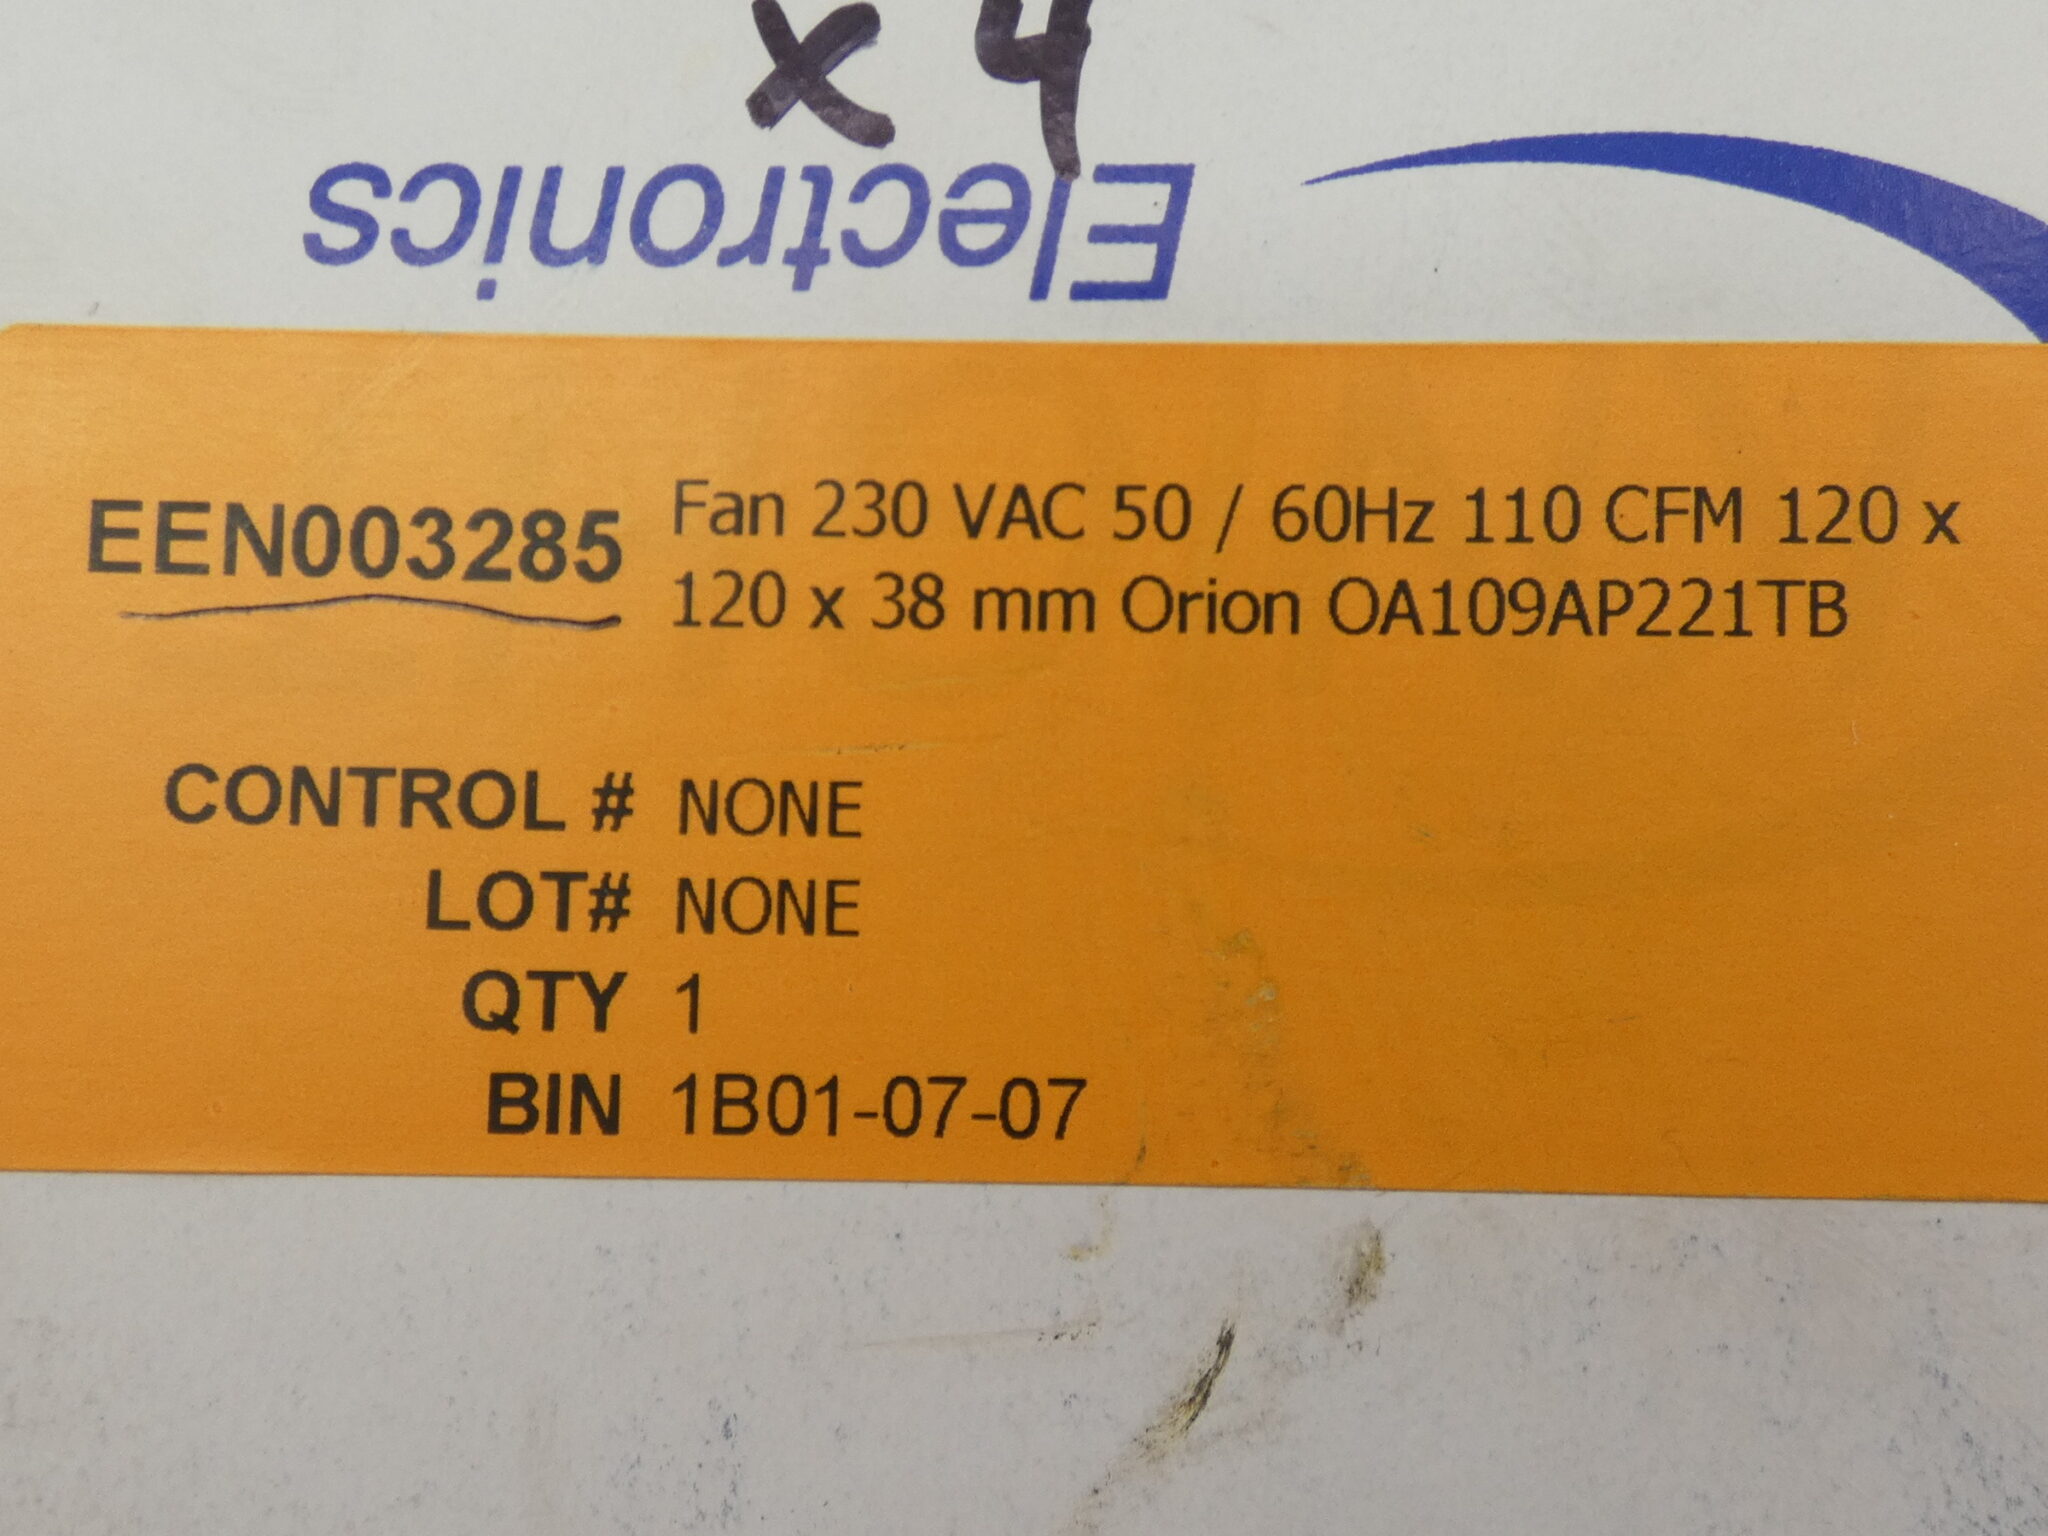 x 4
Electronics
EEN003285 Fan 230 VAC 50 / 60Hz 110 CFM 120 x
120 x 38 mm Orion OA109AP221TB
CONTROL # NONE
LOT# NONE
QTY 1
BIN 1B01-07-07